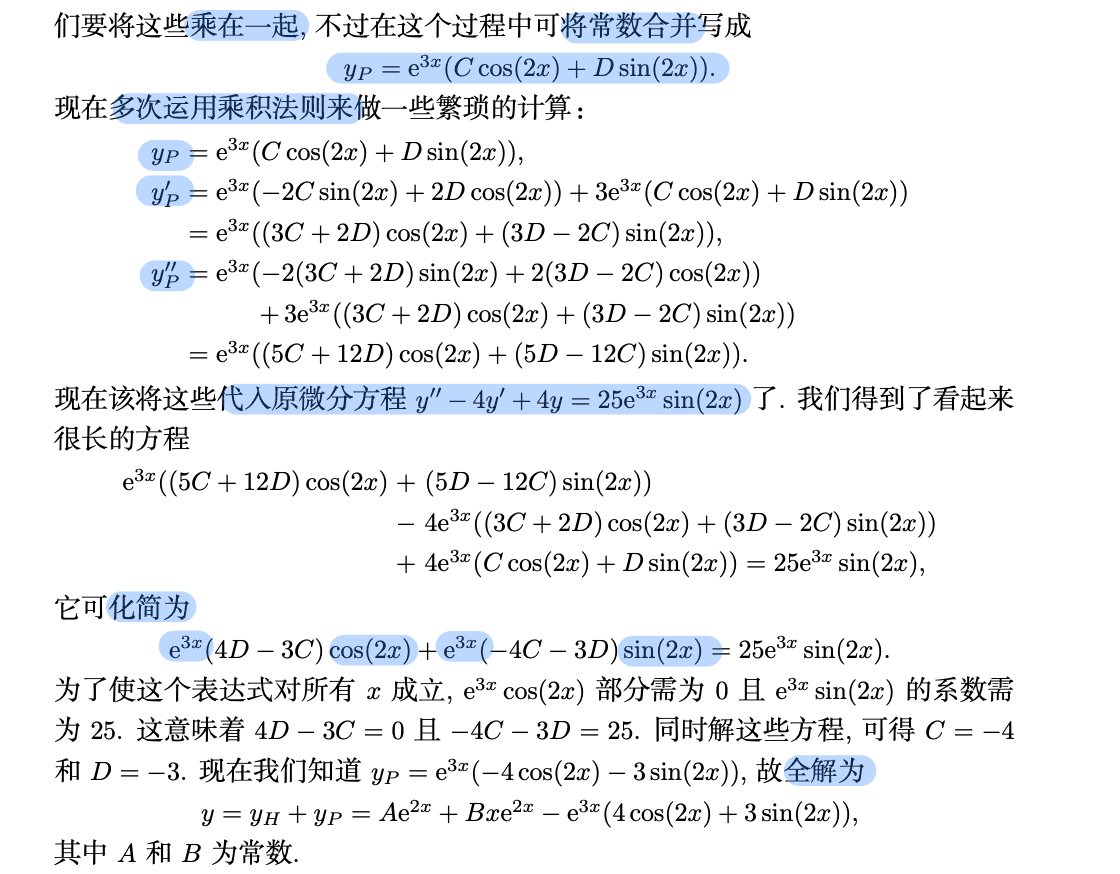 们要将这些乘在一起, 不过在这个过程中可将常数合并写成
y_P = e^{3x}(C cos(2x) + D sin(2x)).
现在多次运用乘积法则来做一些繁琐的计算:
y_P = e^{3x}(C cos(2x) + D sin(2x)),
y′_P = e^{3x}(−2C sin(2x) + 2D cos(2x)) + 3e^{3x}(C cos(2x) + D sin(2x))
= e^{3x}((3C + 2D) cos(2x) + (3D − 2C) sin(2x)),
y″_P = e^{3x}(−2(3C + 2D) sin(2x) + 2(3D − 2C) cos(2x))
+ 3e^{3x}((3C + 2D) cos(2x) + (3D − 2C) sin(2x))
= e^{3x}((5C + 12D) cos(2x) + (5D − 12C) sin(2x)).
现在该将这些代入原微分方程 y″ − 4y′ + 4y = 25e^{3x} sin(2x) 了. 我们得到了看起来
很长的方程
e^{3x}((5C + 12D) cos(2x) + (5D − 12C) sin(2x))
− 4e^{3x}((3C + 2D) cos(2x) + (3D − 2C) sin(2x))
+ 4e^{3x}(C cos(2x) + D sin(2x)) = 25e^{3x} sin(2x),
它可化简为
e^{3x}(4D − 3C) cos(2x) + e^{3x}(−4C − 3D) sin(2x) = 25e^{3x} sin(2x).
为了使这个表达式对所有 x 成立, e^{3x} cos(2x) 部分需为 0 且 e^{3x} sin(2x) 的系数需
为 25. 这意味着 4D − 3C = 0 且 −4C − 3D = 25. 同时解这些方程, 可得 C = −4
和 D = −3. 现在我们知道 y_P = e^{3x}(−4 cos(2x) − 3 sin(2x)), 故全解为
y = y_H + y_P = Ae^{2x} + Bxe^{2x} − e^{3x}(4 cos(2x) + 3 sin(2x)),
其中 A 和 B 为常数.